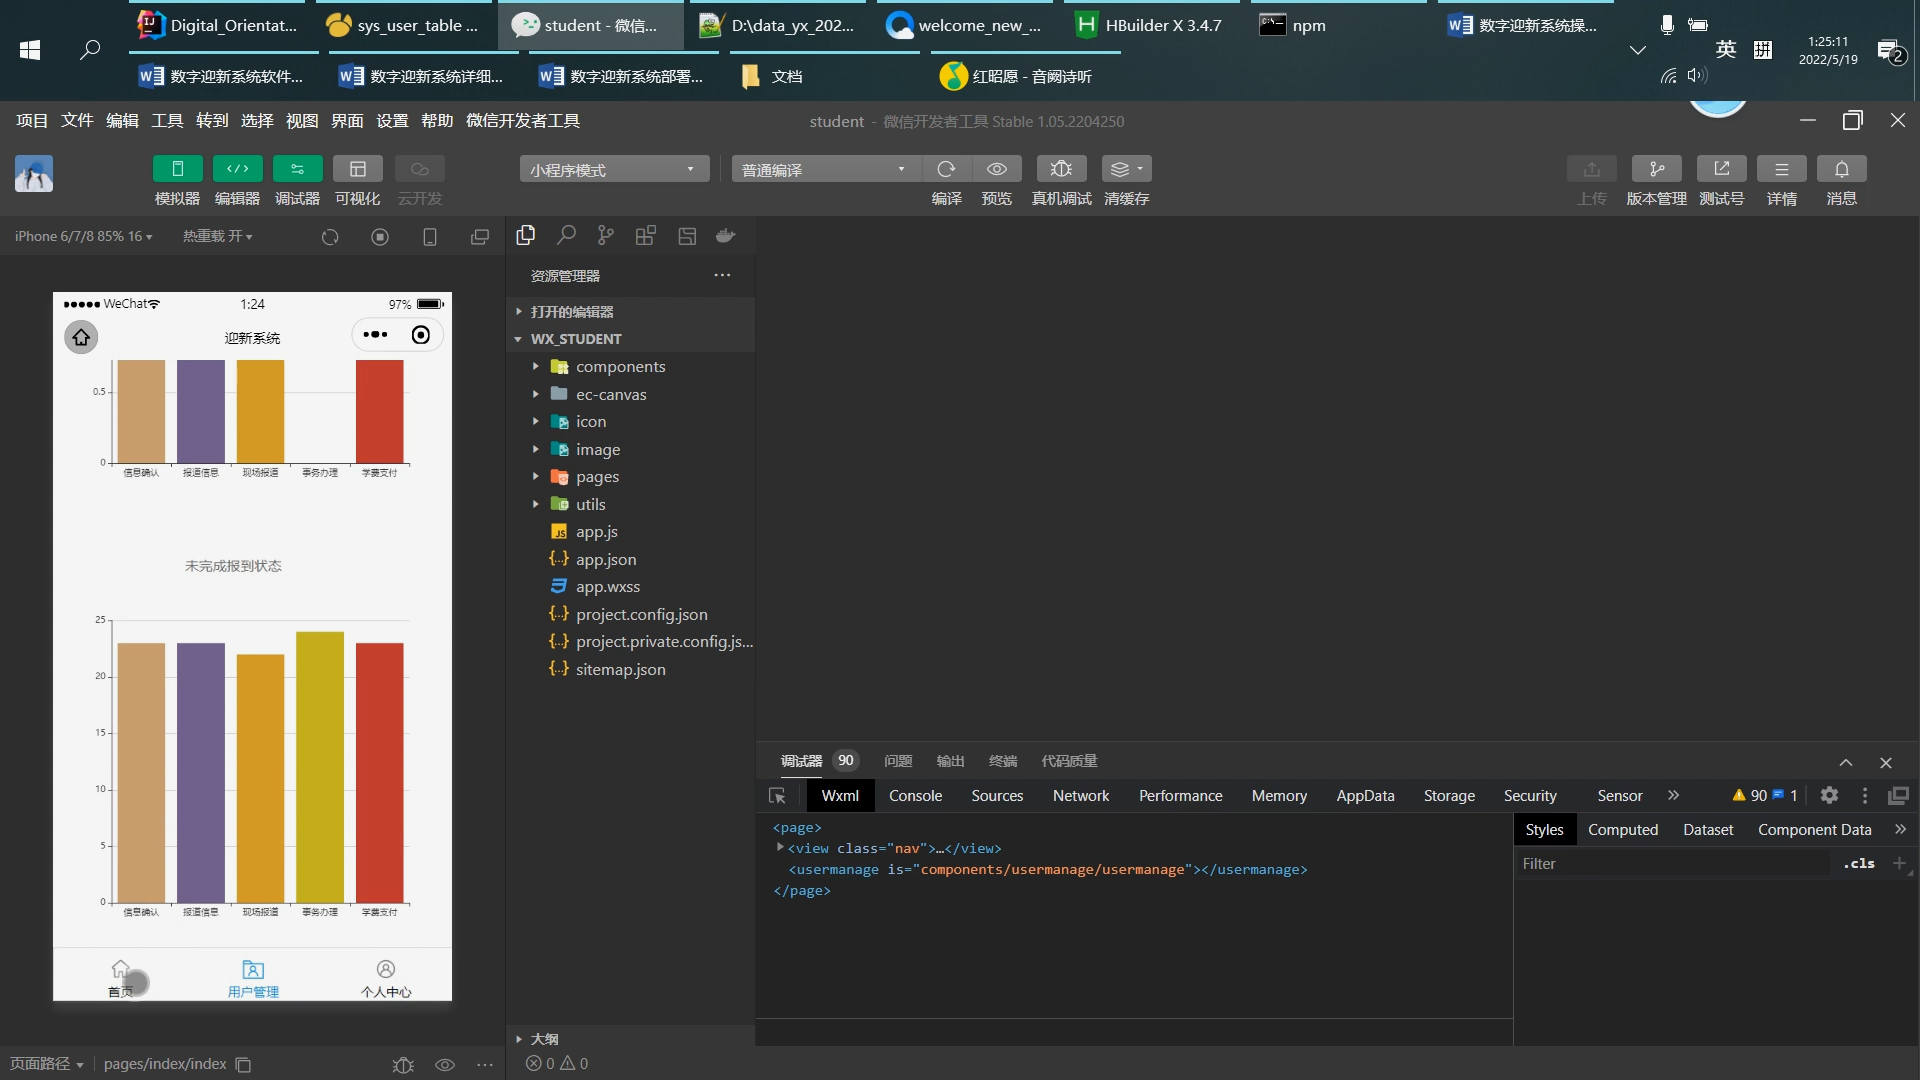 Digital_Orientat...
sys_user_table ...
student - 微信...
D:\data_yx_202...
welcome_new_...
HBuilder X 3.4.7
npm
数字迎新系统操...
英
拼
1:25:11
2022/5/19
2
数字迎新系统软件...
数字迎新系统详细...
数字迎新系统部署...
文档
红昭愿 - 音阙诗听
项目 文件 编辑 工具 转到 选择 视图 界面 设置 帮助 微信开发者工具
student - 微信开发者工具 Stable 1.05.2204250
小程序模式
普通编译
模拟器 编辑器 调试器 可视化 云开发
编译 预览 真机调试 清缓存
上传 版本管理 测试号 详情 消息
iPhone 6/7/8 85% 16
热重载 开
WeChat
1:24
97%
迎新系统
0.5
0
信息确认 报道信息 现场报道 事务办理 学费支付
未完成报到状态
25
20
15
10
5
0
信息确认 报道信息 现场报道 事务办理 学费支付
首页
用户管理
个人中心
页面路径
pages/index/index
资源管理器
打开的编辑器
WX_STUDENT
components
ec-canvas
icon
image
pages
utils
JS app.js
{..} app.json
app.wxss
{..} project.config.json
{..} project.private.config.js...
{..} sitemap.json
大纲
0 0
调试器 90 问题 输出 终端 代码质量
Wxml Console Sources Network Performance Memory AppData Storage Security Sensor
90 1
<page>
<view class="nav">…</view>
<usermanage is="components/usermanage/usermanage"></usermanage>
</page>
Styles Computed Dataset Component Data
Filter
.cls